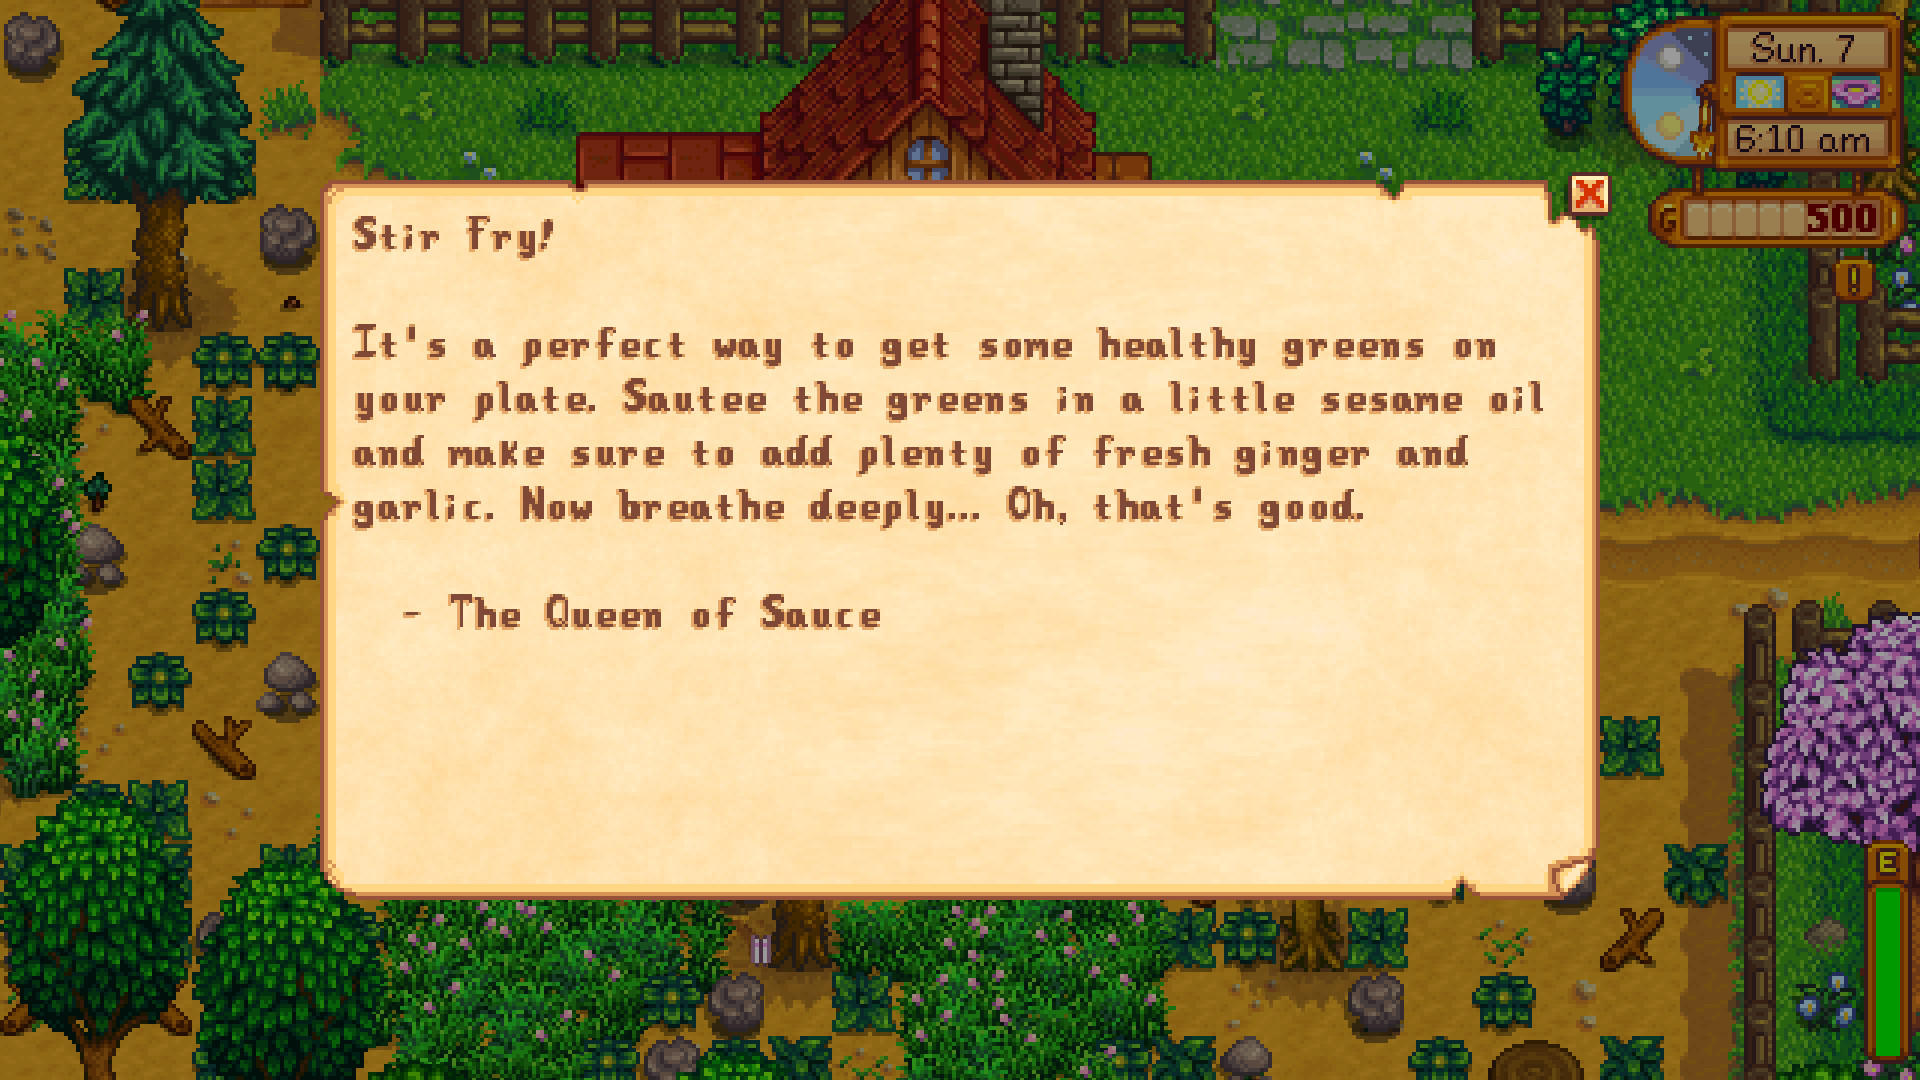 Sun. 7
6:10 am
G 500
!
Stir Fry!
It's a perfect way to get some healthy greens on
your plate. Sautee the greens in a little sesame oil
and make sure to add plenty of fresh ginger and
garlic. Now breathe deeply... Oh, that's good.
- The Queen of Sauce
E